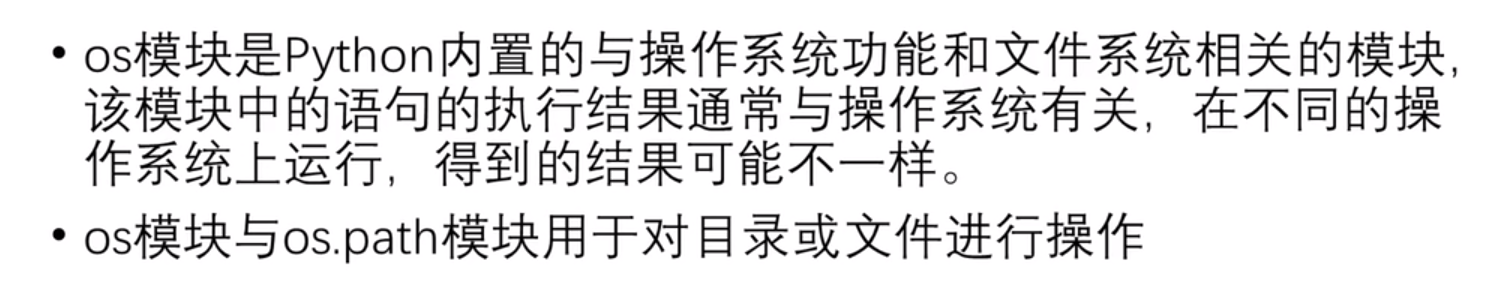 • os模块是Python内置的与操作系统功能和文件系统相关的模块,
该模块中的语句的执行结果通常与操作系统有关,在不同的操
作系统上运行,得到的结果可能不一样。
• os模块与os.path模块用于对目录或文件进行操作